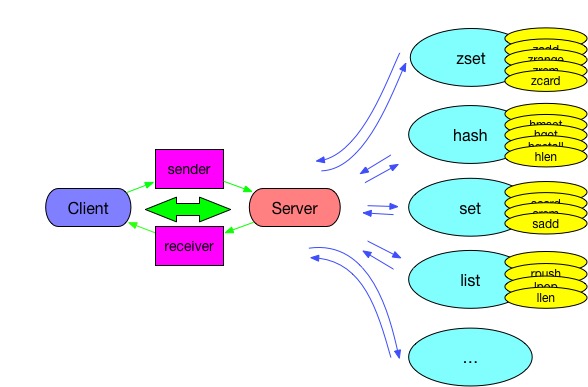 zset
zadd
zrange
zrem
zcard
sender
hash
hmset
hget
hgetall
hlen
Client
Server
set
scard
srem
sadd
receiver
list
rpush
lpop
llen
...